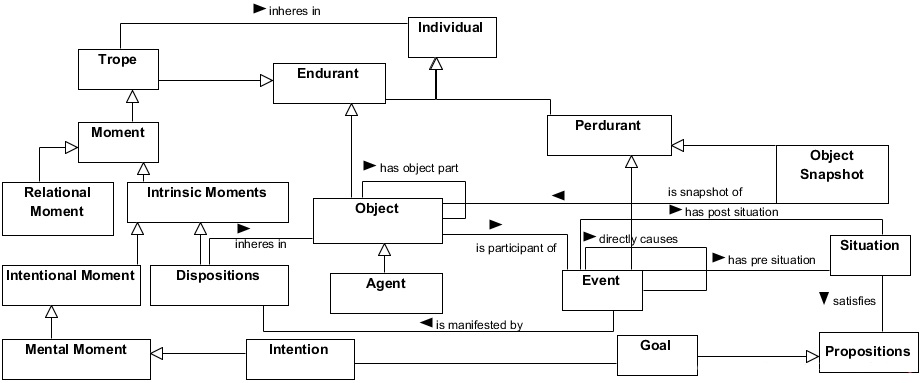 inheres in
Individual
Trope
Endurant
Moment
Perdurant
Object
Snapshot
has object part
Relational
Moment
Intrinsic Moments
is snapshot of
Object
has post situation
inheres in
is participant of
directly causes
Situation
has pre situation
Intentional Moment
Dispositions
Agent
Event
satisfies
is manifested by
Mental Moment
Intention
Goal
Propositions